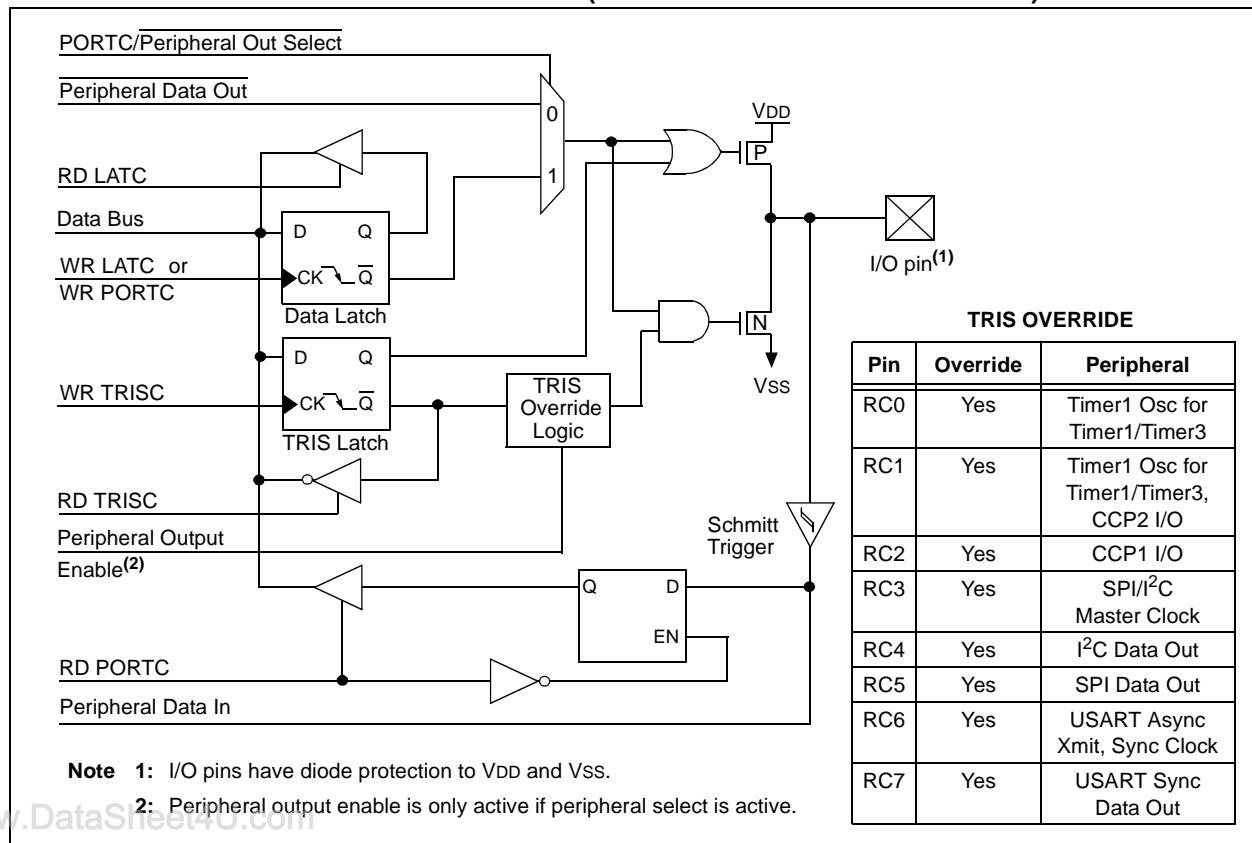 PORTC/Peripheral Out Select
Peripheral Data Out
0
VDD
P
RD LATC
1
Data Bus
D Q
WR LATC or
WR PORTC
CK Q
Data Latch
I/O pin(1)
D Q
N
WR TRISC
CK Q
TRIS Latch
TRIS
Override
Logic
VSS
RD TRISC
Peripheral Output
Enable(2)
Schmitt
Trigger
Q D
EN
RD PORTC
Peripheral Data In
TRIS OVERRIDE
Pin Override Peripheral
RC0 Yes Timer1 Osc for
Timer1/Timer3
RC1 Yes Timer1 Osc for
Timer1/Timer3,
CCP2 I/O
RC2 Yes CCP1 I/O
RC3 Yes SPI/I2C
Master Clock
RC4 Yes I2C Data Out
RC5 Yes SPI Data Out
RC6 Yes USART Async
Xmit, Sync Clock
RC7 Yes USART Sync
Data Out
Note 1: I/O pins have diode protection to VDD and VSS.
2: Peripheral output enable is only active if peripheral select is active.
w.DataSheet4U.com